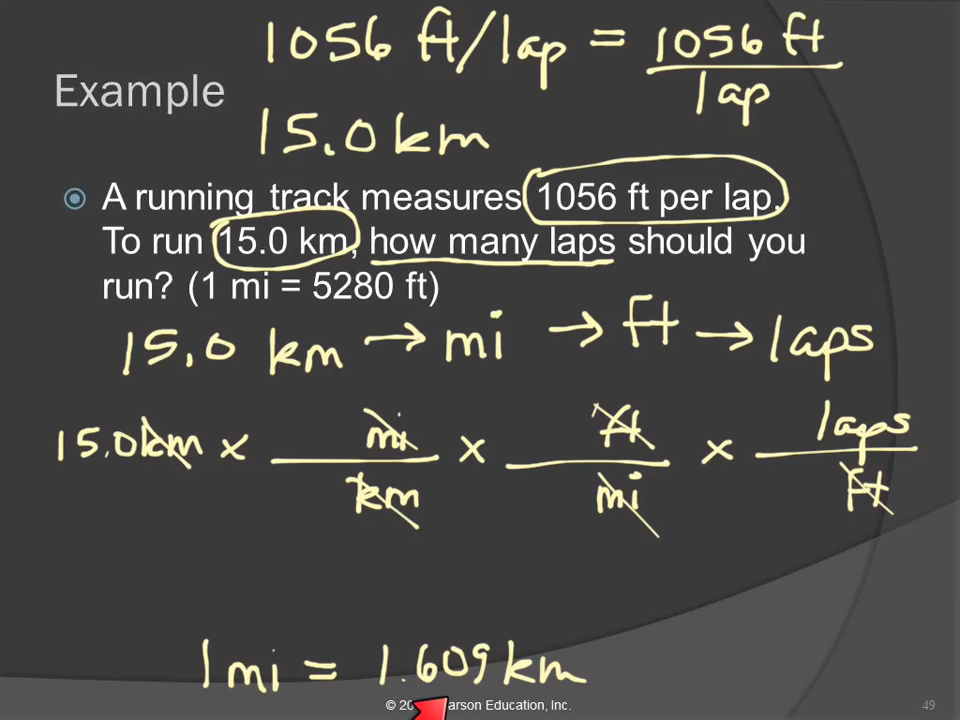 1056 ft/lap = 1056 ft / lap
Example
15.0 km
A running track measures 1056 ft per lap.
To run 15.0 km, how many laps should you
run? (1 mi = 5280 ft)
15.0 km → mi → ft → laps
15.0 km × mi / km × ft / mi × laps / ft
1 mi = 1.609 km
© 20 arson Education, Inc.
49